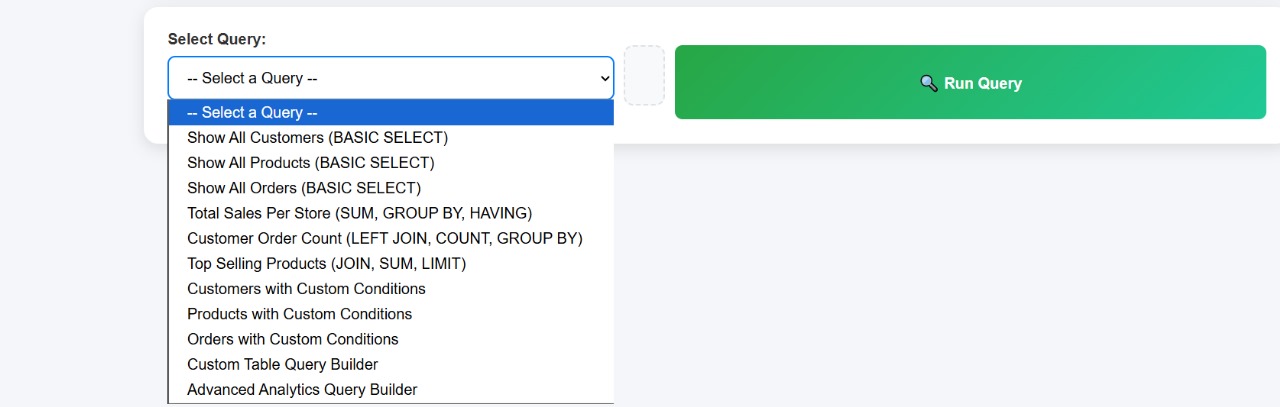 Select Query:
-- Select a Query --
🔍 Run Query
-- Select a Query --
Show All Customers (BASIC SELECT)
Show All Products (BASIC SELECT)
Show All Orders (BASIC SELECT)
Total Sales Per Store (SUM, GROUP BY, HAVING)
Customer Order Count (LEFT JOIN, COUNT, GROUP BY)
Top Selling Products (JOIN, SUM, LIMIT)
Customers with Custom Conditions
Products with Custom Conditions
Orders with Custom Conditions
Custom Table Query Builder
Advanced Analytics Query Builder